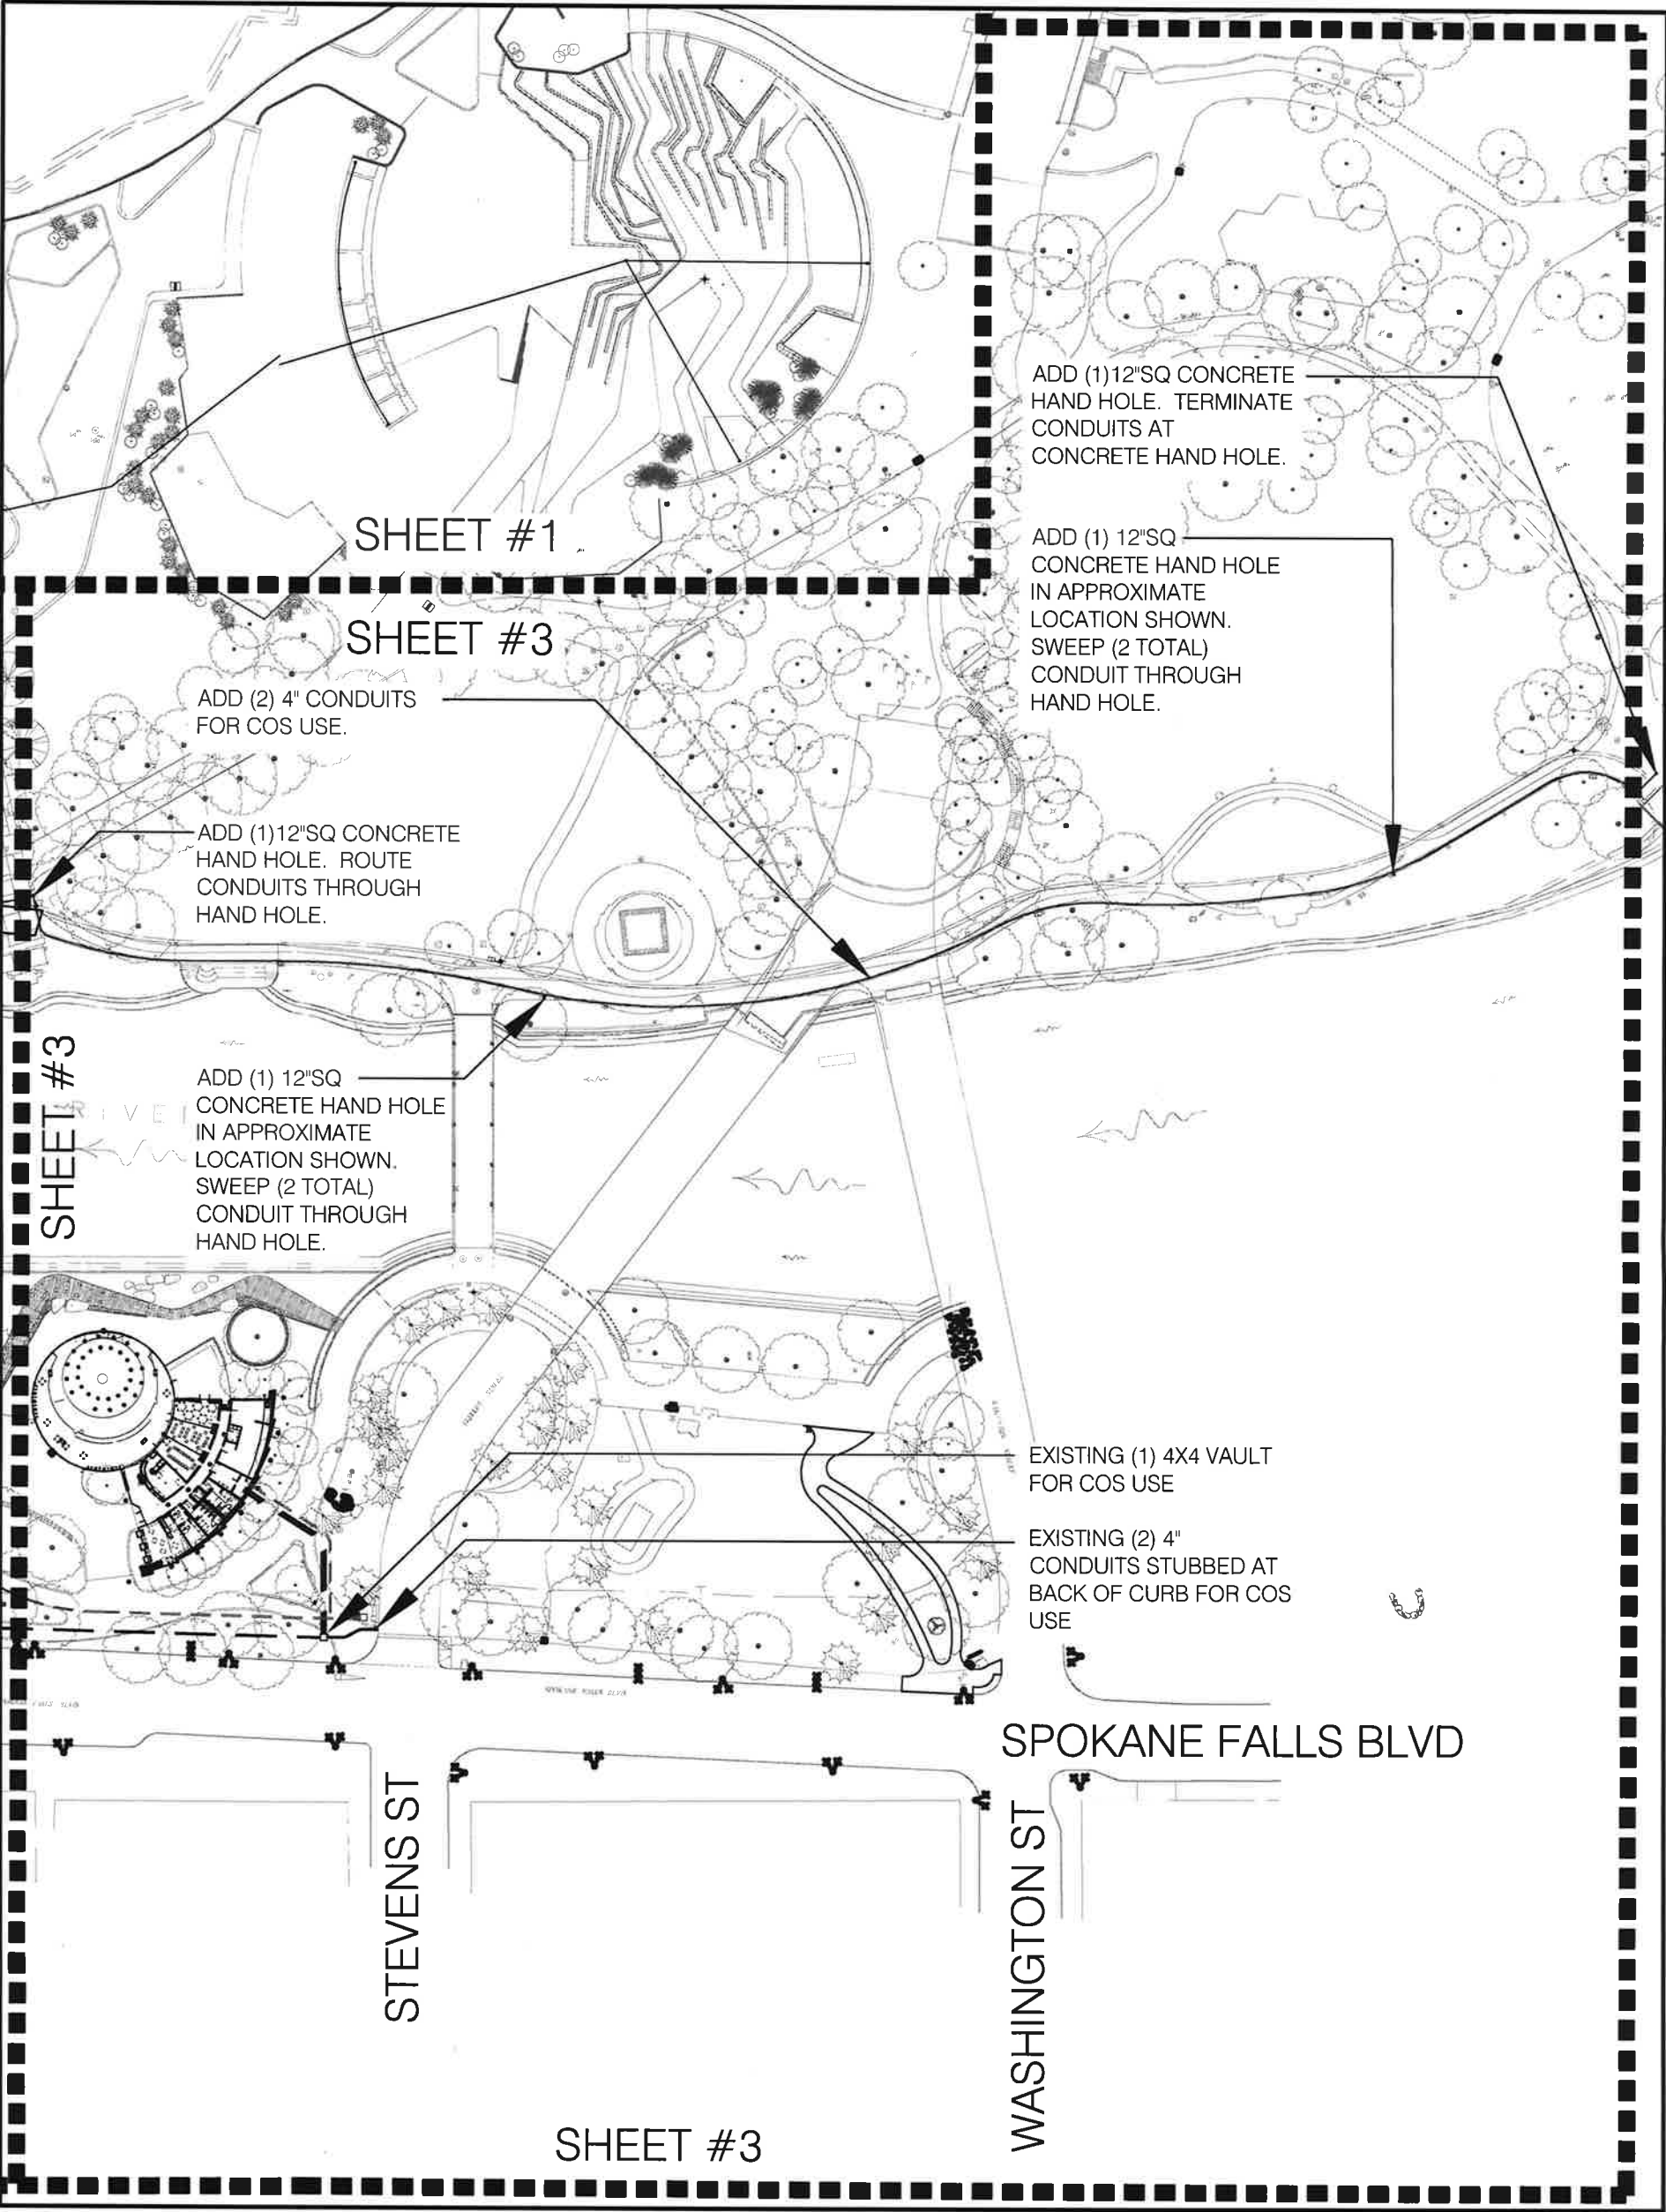 ADD (1)12"SQ CONCRETE
HAND HOLE. TERMINATE
CONDUITS AT
CONCRETE HAND HOLE.
SHEET #1
ADD (1) 12"SQ
CONCRETE HAND HOLE
IN APPROXIMATE
LOCATION SHOWN.
SWEEP (2 TOTAL)
CONDUIT THROUGH
HAND HOLE.
SHEET #3
ADD (2) 4" CONDUITS
FOR COS USE.
ADD (1)12"SQ CONCRETE
HAND HOLE. ROUTE
CONDUITS THROUGH
HAND HOLE.
SHEET #3
ADD (1) 12"SQ
CONCRETE HAND HOLE
IN APPROXIMATE
LOCATION SHOWN.
SWEEP (2 TOTAL)
CONDUIT THROUGH
HAND HOLE.
EXISTING (1) 4X4 VAULT
FOR COS USE
EXISTING (2) 4"
CONDUITS STUBBED AT
BACK OF CURB FOR COS
USE
SPOKANE FALLS BLVD
STEVENS ST
WASHINGTON ST
SHEET #3